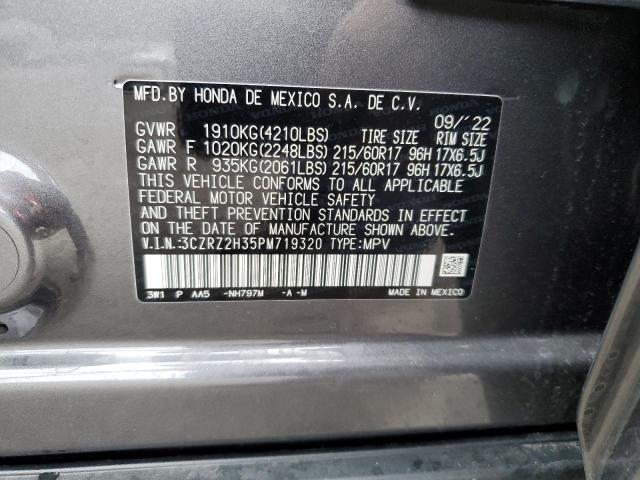 MFD.BY HONDA DE MEXICO S.A. DE C.V.
09/'22
GVWR 1910KG(4210LBS) TIRE SIZE RIM SIZE
GAWR F 1020KG(2248LBS) 215/60R17 96H 17X6.5J
GAWR R 935KG(2061LBS) 215/60R17 96H 17X6.5J
THIS VEHICLE CONFORMS TO ALL APPLICABLE
FEDERAL MOTOR VEHICLE SAFETY
AND THEFT PREVENTION STANDARDS IN EFFECT
ON THE DATE OF MANUFACTURE SHOWN ABOVE.
V.I.N.:3CZRZ2H35PM719320 TYPE:MPV
3W1 P AA5 -NH797M -A -M MADE IN MEXICO